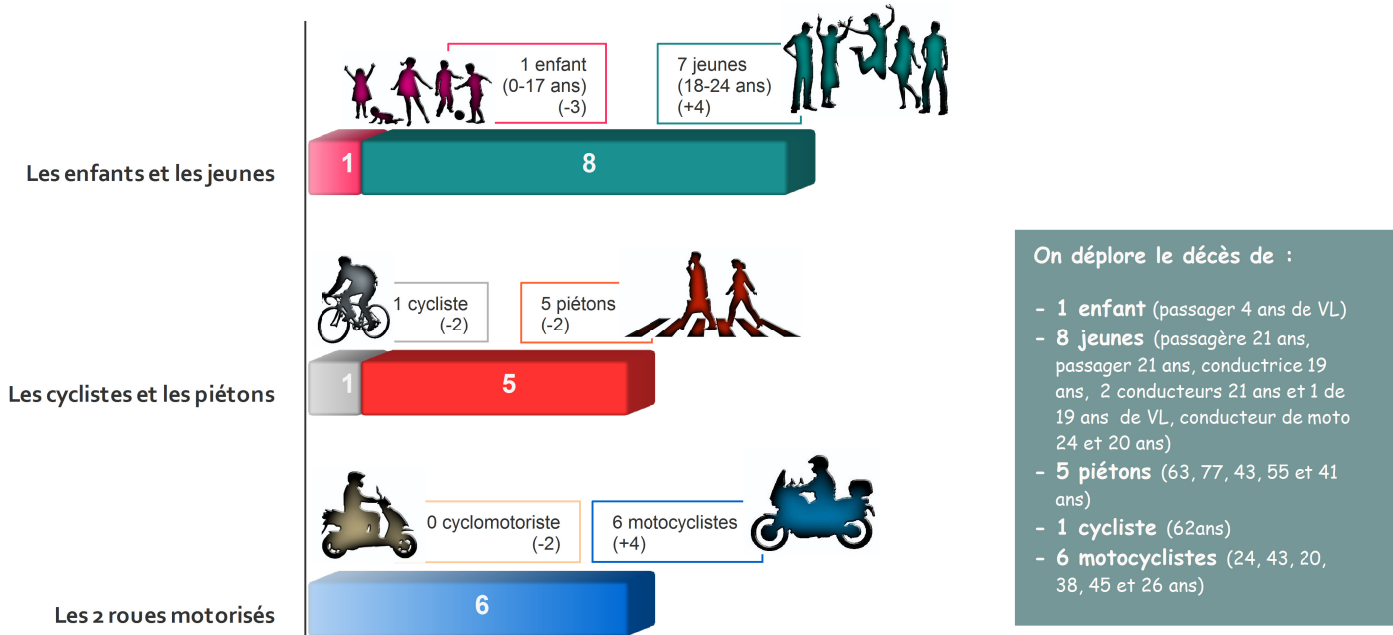 1 enfant
(0-17 ans)
(-3)
7 jeunes
(18-24 ans)
(+4)
Les enfants et les jeunes
1
8
1 cycliste
(-2)
5 piétons
(-2)
Les cyclistes et les piétons
1
5
0 cyclomotoriste
(-2)
6 motocyclistes
(+4)
Les 2 roues motorisés
6
On déplore le décès de :
- 1 enfant (passager 4 ans de VL)
- 8 jeunes (passagère 21 ans,
passager 21 ans, conductrice 19
ans, 2 conducteurs 21 ans et 1 de
19 ans de VL, conducteur de moto
24 et 20 ans)
- 5 piétons (63, 77, 43, 55 et 41
ans)
- 1 cycliste (62ans)
- 6 motocyclistes (24, 43, 20,
38, 45 et 26 ans)